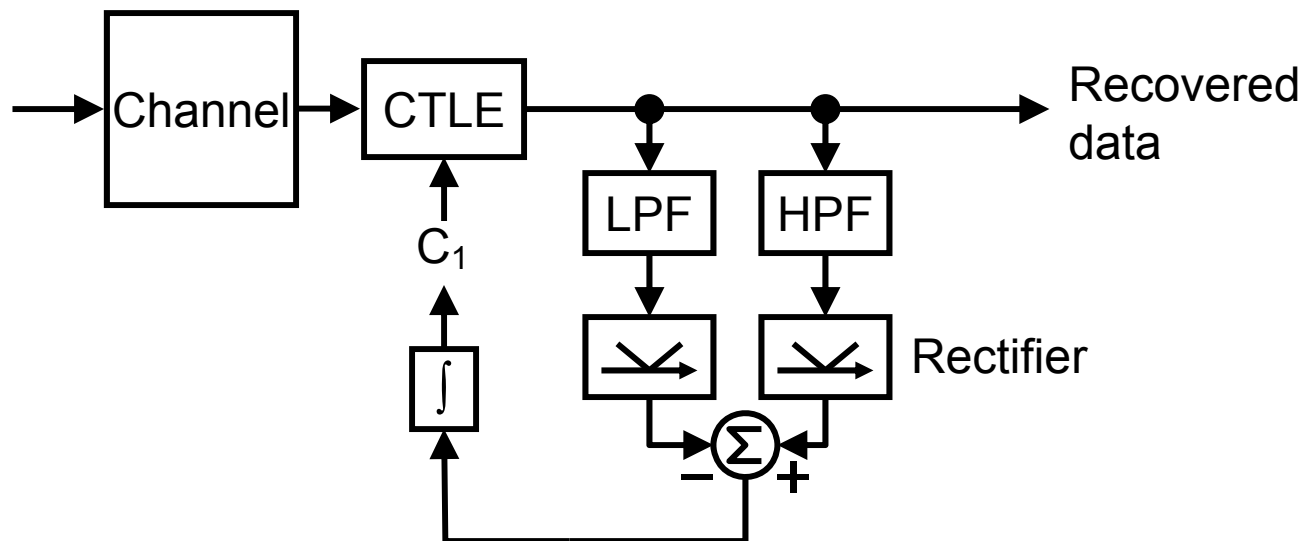 Channel
CTLE
Recovered
data
LPF
HPF
C₁
Rectifier
∫
Σ
− +